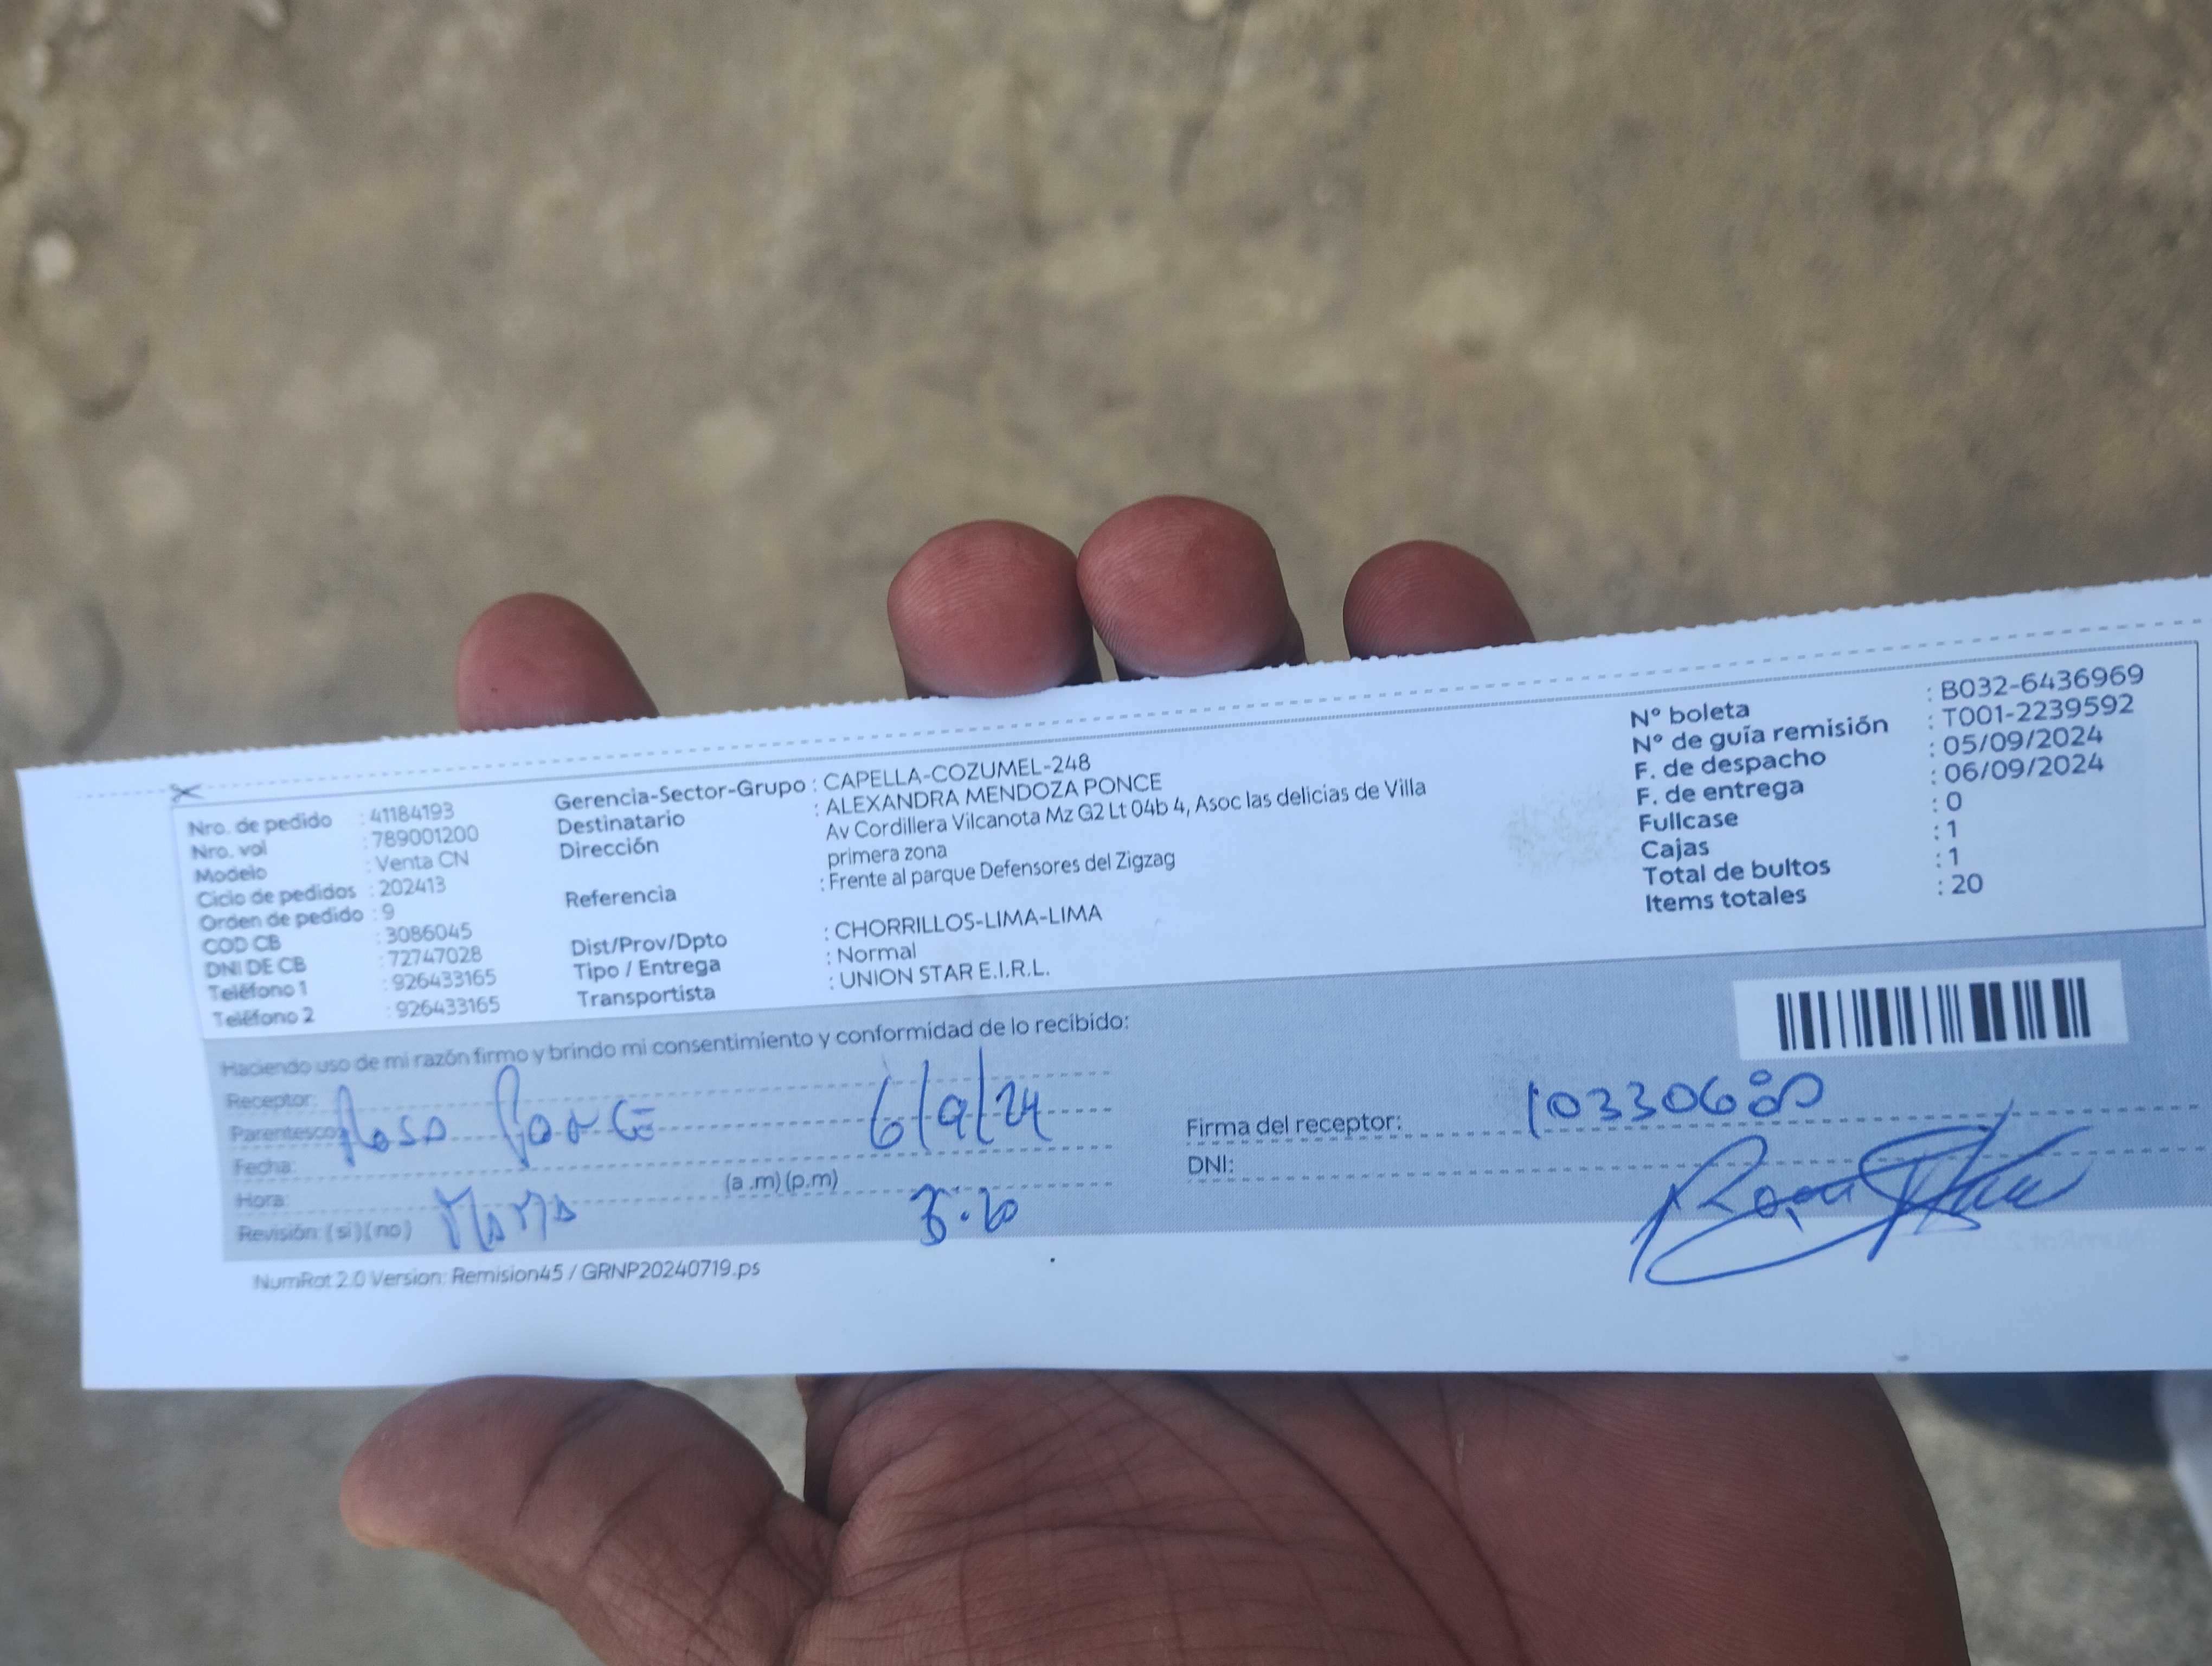 Nro. de pedido : 41184193
Nro. vol : 789001200
Modelo : Venta CN
Ciclo de pedidos : 202413
Orden de pedido : 9
COD CB : 3086045
DNI DE CB : 72747028
Teléfono 1 : 926433165
Teléfono 2 : 926433165
Gerencia-Sector-Grupo : CAPELLA-COZUMEL-248
Destinatario : ALEXANDRA MENDOZA PONCE
Dirección Av Cordillera Vilcanota Mz G2 Lt 04b 4, Asoc las delicias de Villa
primera zona
Referencia : Frente al parque Defensores del Zigzag
Dist/Prov/Dpto : CHORRILLOS-LIMA-LIMA
Tipo / Entrega : Normal
Transportista : UNION STAR E.I.R.L.
N° boleta : B032-6436969
N° de guía remisión : T001-2239592
F. de despacho : 05/09/2024
F. de entrega : 06/09/2024
Fullcase : 0
Cajas : 1
Total de bultos : 1
Items totales : 20
Haciendo uso de mi razón firmo y brindo mi consentimiento y conformidad de lo recibido:
Receptor:
Parentesco: 6/9/24
Fecha:
Hora: (a .m) (p.m)
Revisión: (si) (no) Mama
Firma del receptor:
DNI:
NumRot 2.0 Version: Remision45 / GRNP20240719.ps